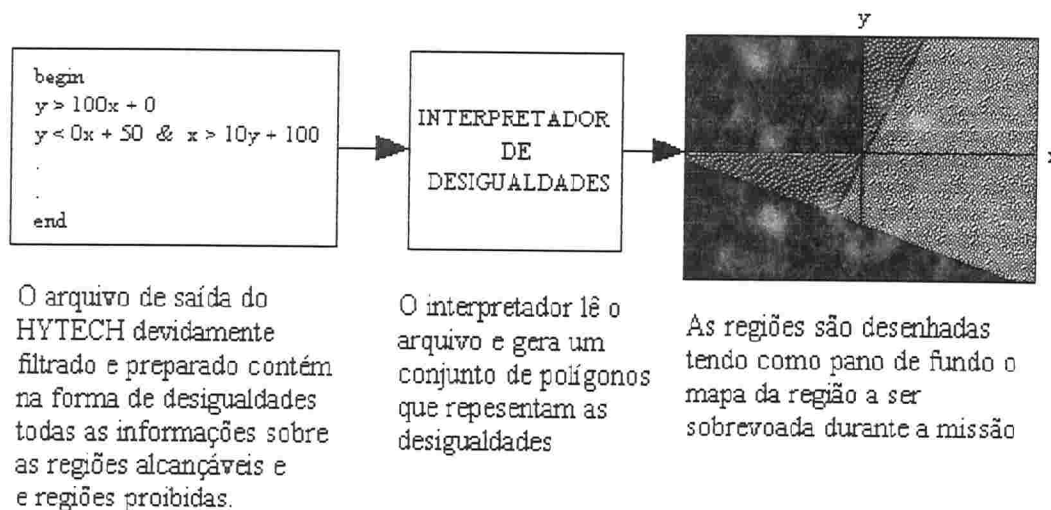 begin
y > 100x + 0
y < 0x + 50 & x > 10y + 100
.
.
end
INTERPRETADOR
DE
DESIGUALDADES
y
x
O arquivo de saída do
HYTECH devidamente
filtrado e preparado contém
na forma de desigualdades
todas as informações sobre
as regiões alcançáveis e
e regiões proibidas.
O interpretador lê o
arquivo e gera um
conjunto de polígonos
que repesentam as
desigualdades
As regiões são desenhadas
tendo como pano de fundo o
mapa da região a ser
sobrevoada durante a missão